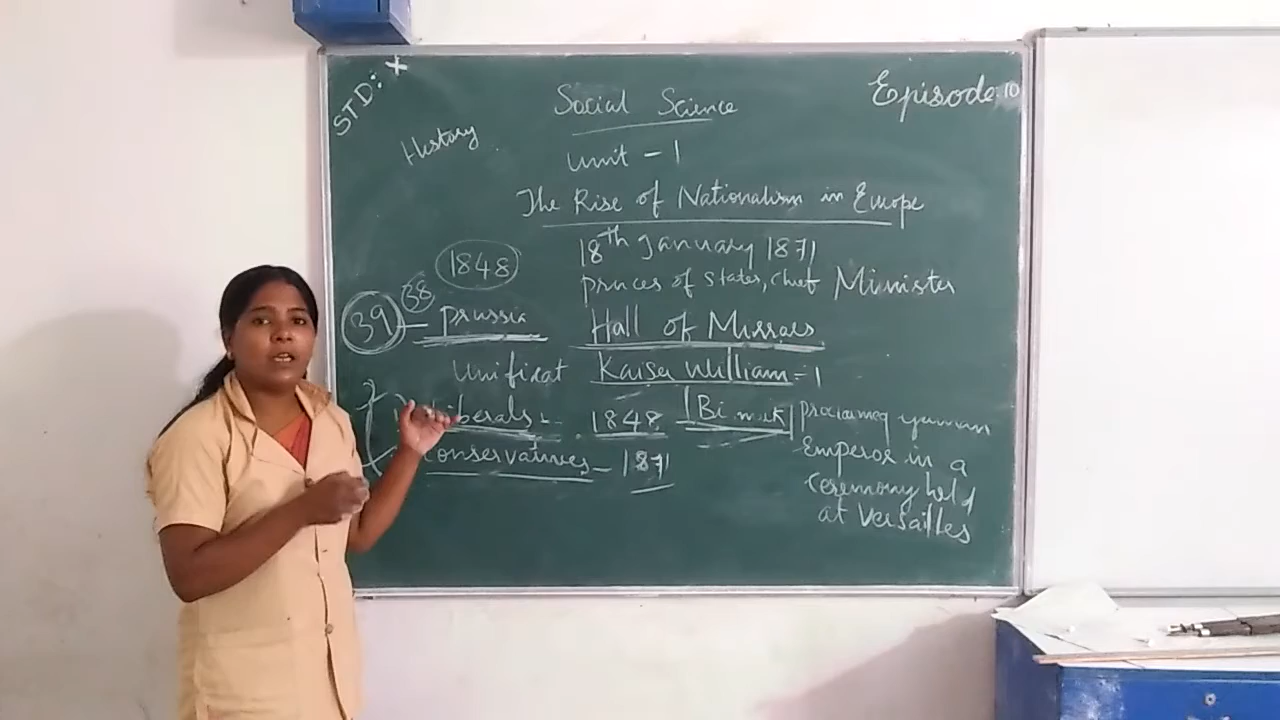 STD: X
Social Science
Episode: 10
History
Unit - 1
The Rise of Nationalism in Europe
18th January 1871
1848
princes of States, chief Minister
38
39 - Prussia
Hall of Mirrors
Unificat
Kaiser William - 1
Liberals - 1848
proclaimed german
Conservatives - 1871
Emperor in a
ceremony held
at Versailles